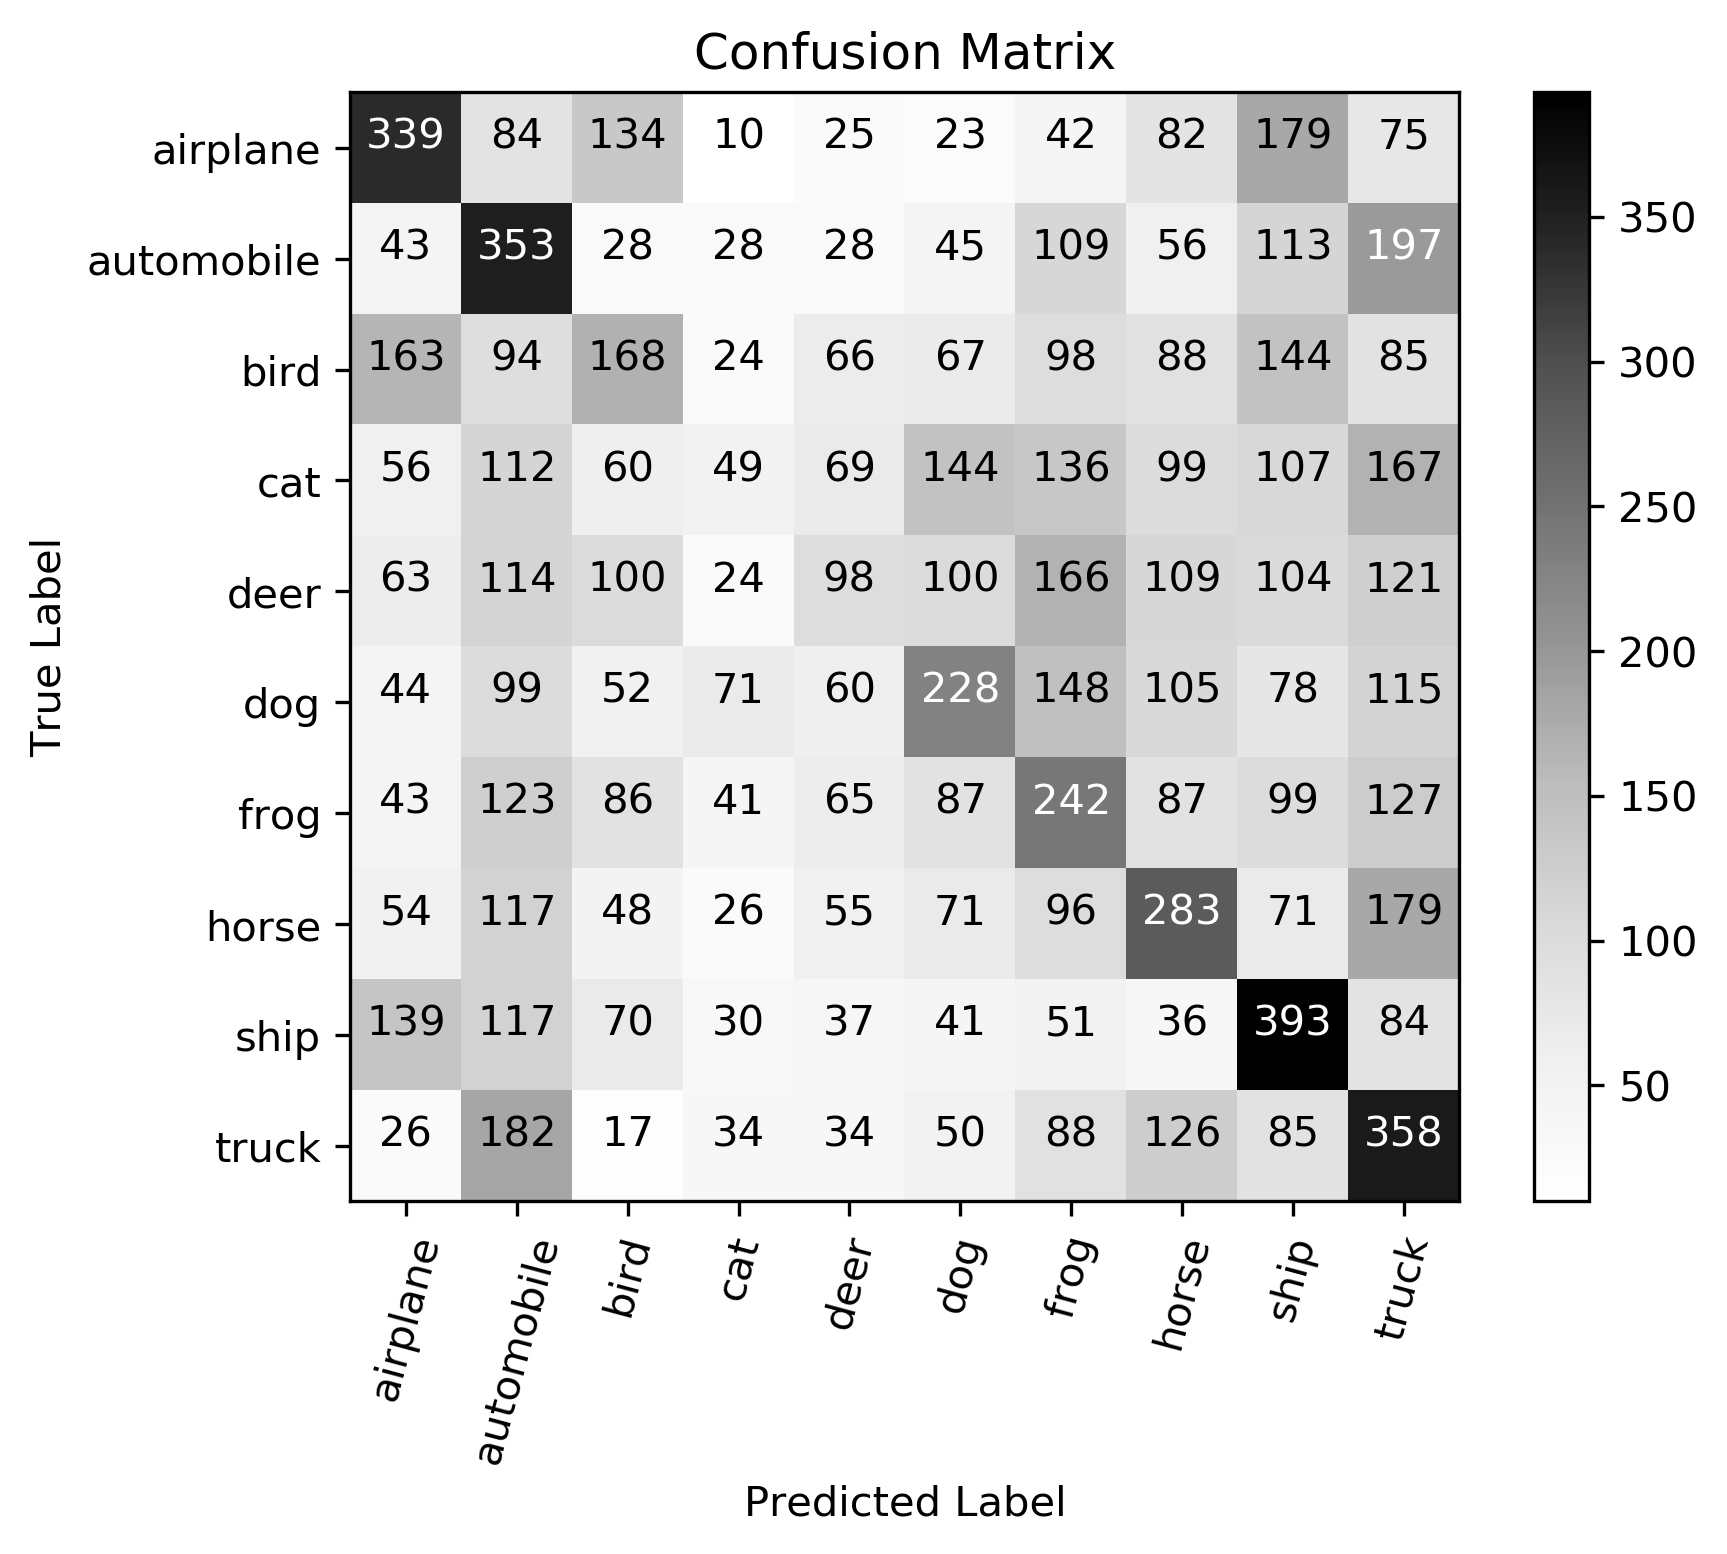 Confusion Matrix
airplane 339 84 134 10 25 23 42 82 179 75
automobile 43 353 28 28 28 45 109 56 113 197
bird 163 94 168 24 66 67 98 88 144 85
cat 56 112 60 49 69 144 136 99 107 167
deer 63 114 100 24 98 100 166 109 104 121
dog 44 99 52 71 60 228 148 105 78 115
frog 43 123 86 41 65 87 242 87 99 127
horse 54 117 48 26 55 71 96 283 71 179
ship 139 117 70 30 37 41 51 36 393 84
truck 26 182 17 34 34 50 88 126 85 358
True Label
airplane automobile bird cat deer dog frog horse ship truck
Predicted Label
350
300
250
200
150
100
50